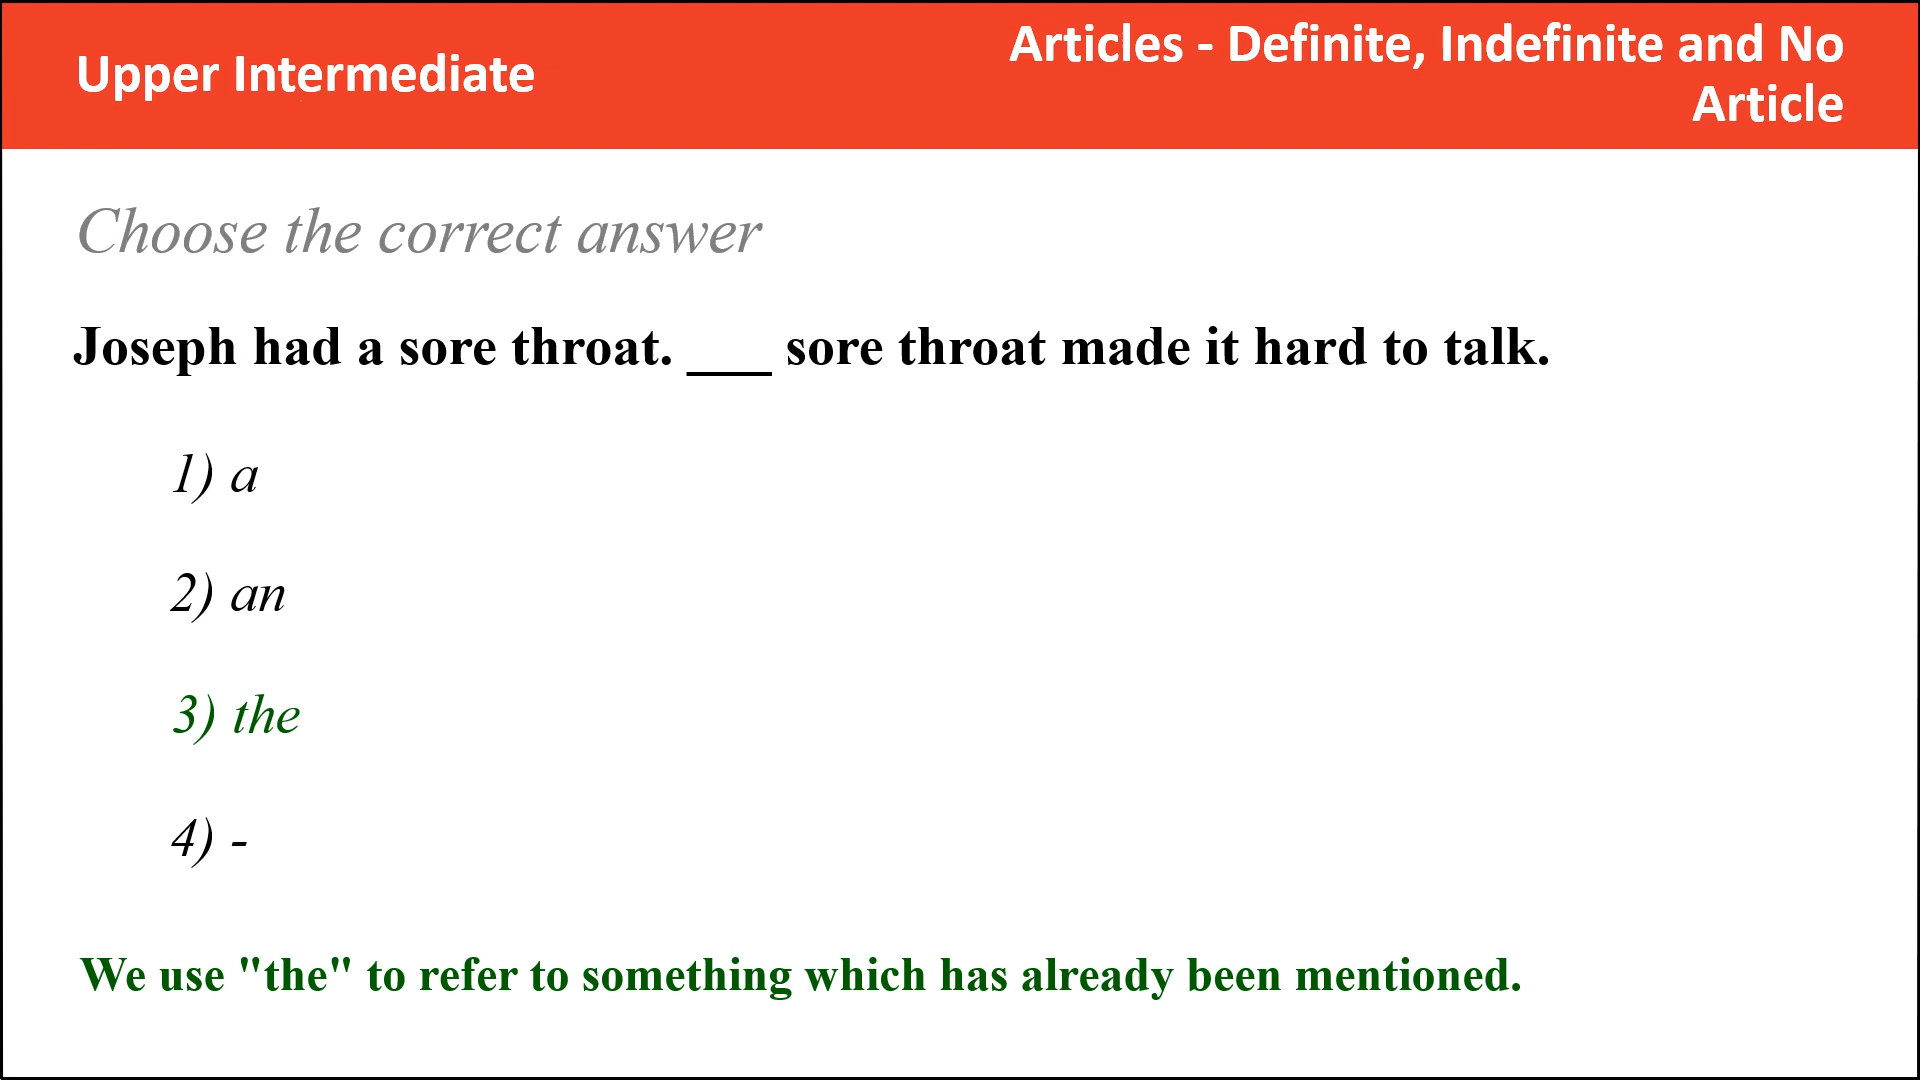 Upper Intermediate
Articles - Definite, Indefinite and No
Article
Choose the correct answer
Joseph had a sore throat. ___ sore throat made it hard to talk.
1) a
2) an
3) the
4) -
We use "the" to refer to something which has already been mentioned.